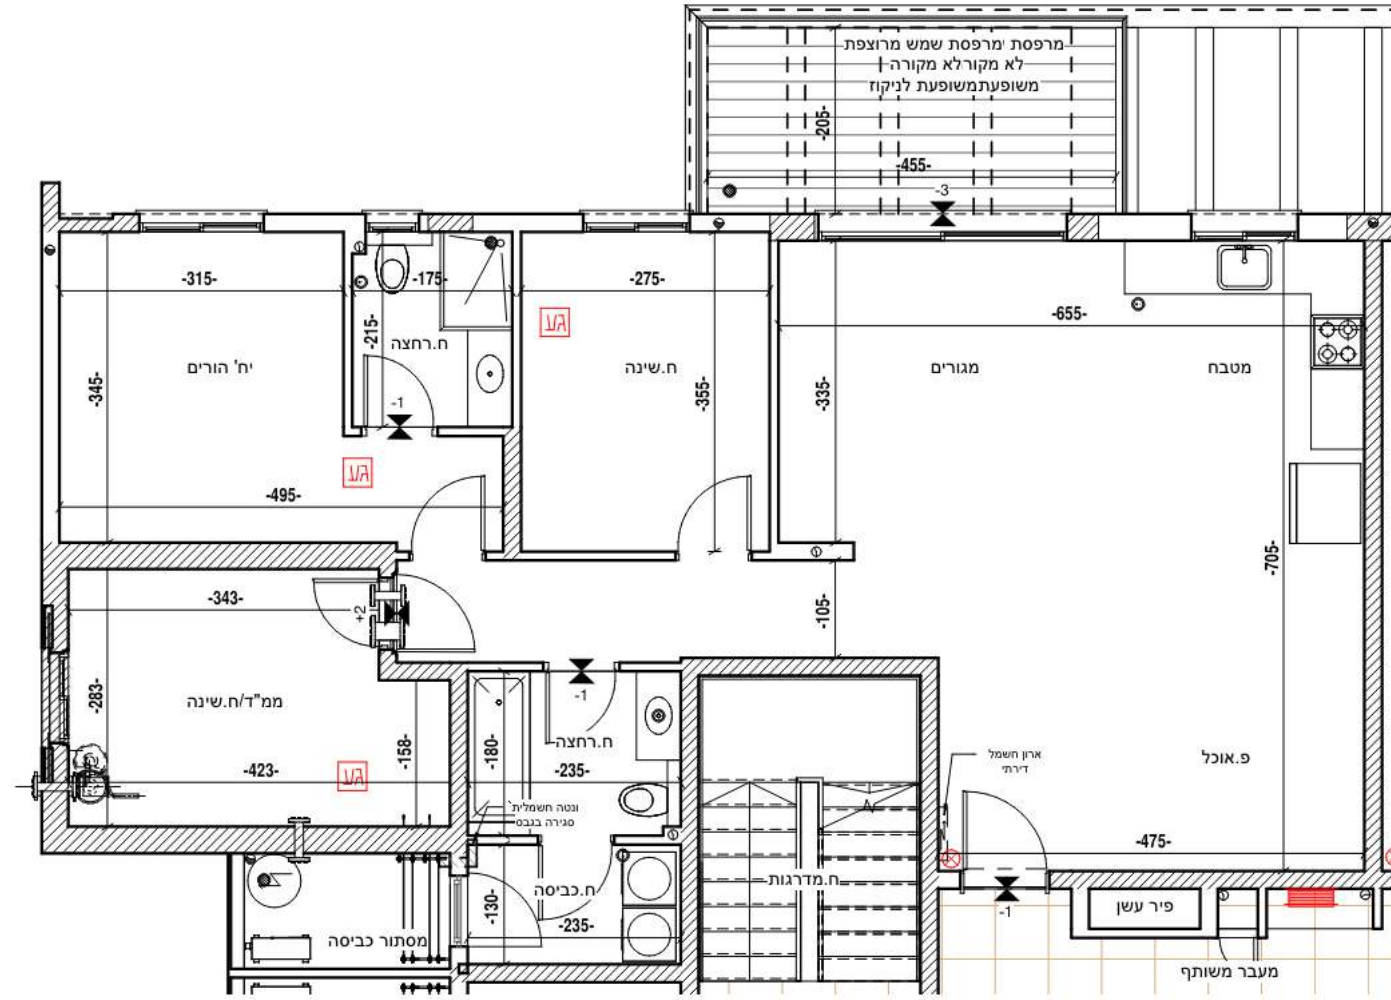 מרפסת מרפסת שמש מרוצפת
לא מקורלא מקורה
משופעתמשופעת לניקוז
-205-
-455-
-3
-315-
-175-
-275-
-655-
-215-
ח.רחצה
יח' הורים
ח.שינה
מגורים
מטבח
-345-
-355-
-335-
-1
גע
גע
-495-
-705-
-343-
+2
-105-
-283-
ממ"ד/ח.שינה
-1
-158-
-180-
ח.רחצה
-423-
גע
-235-
ונטה חשמלית
סגירה בגבס
ארון חשמל
דירתי
פ.אוכל
-475-
ח.מדרגות
ח.כביסה
-130-
-235-
-1
פיר עשן
מסתור כביסה
מעבר משותף